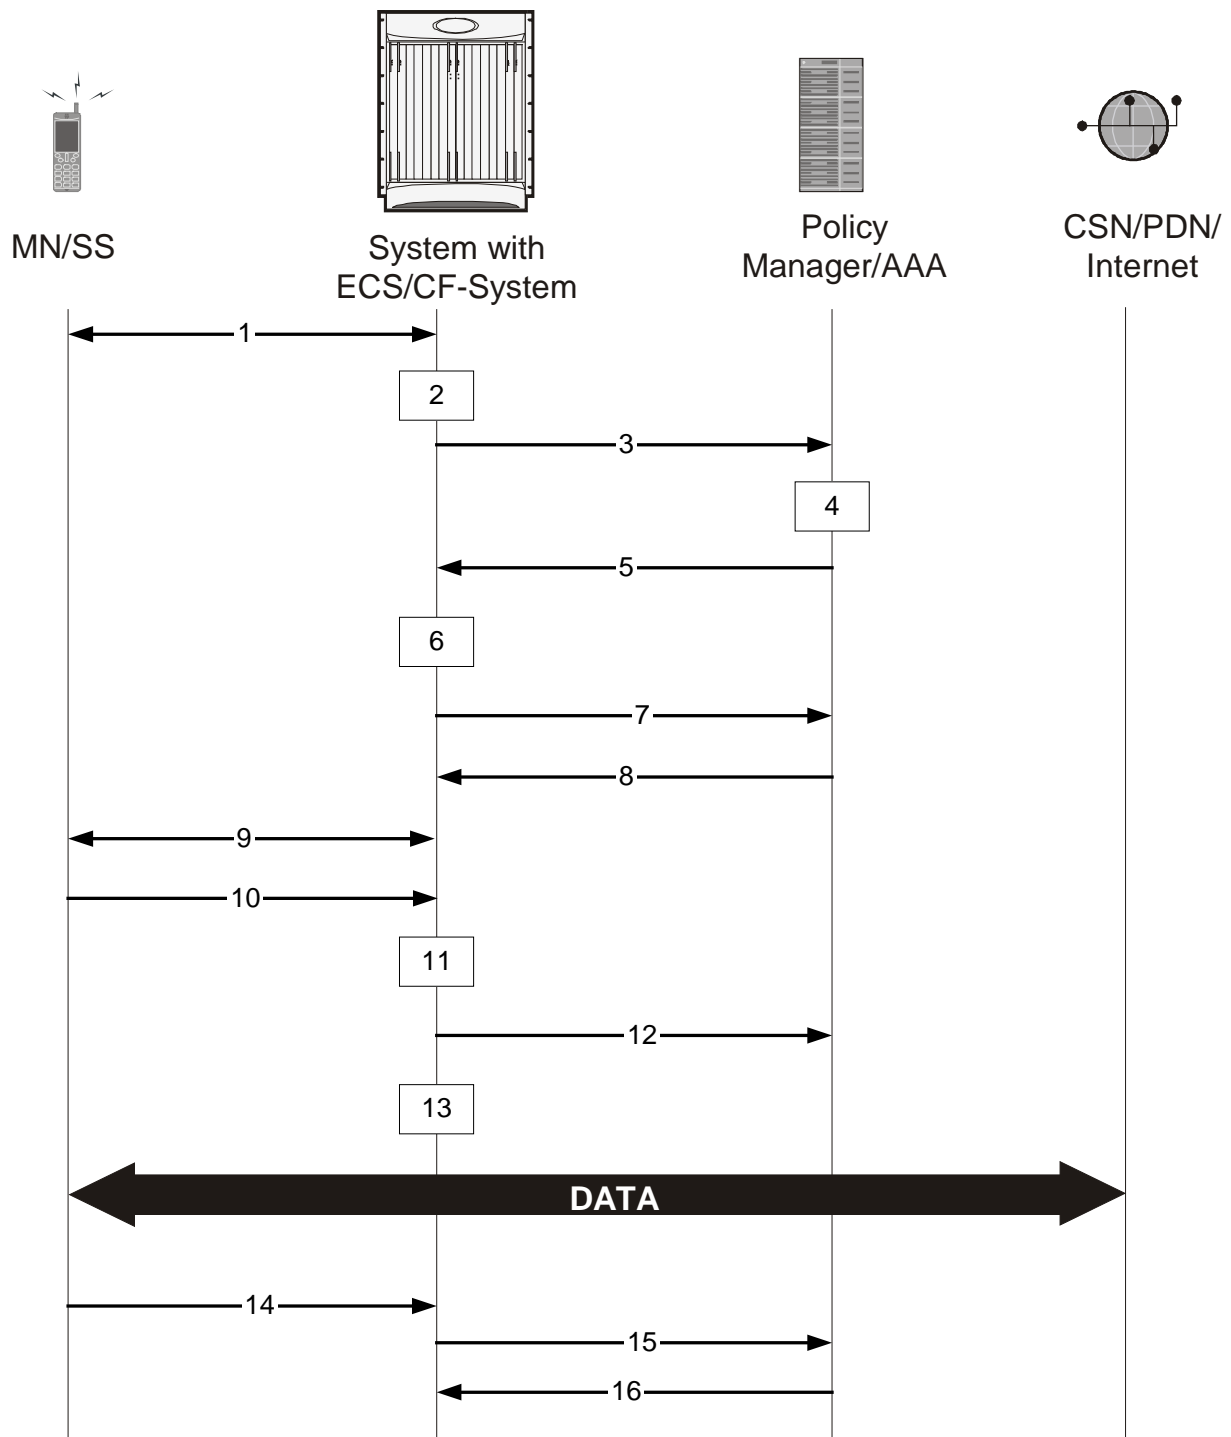 MN/SS
System with
ECS/CF-System
Policy
Manager/AAA
CSN/PDN/
Internet
1
2
3
4
5
6
7
8
9
10
11
12
13
DATA
14
15
16